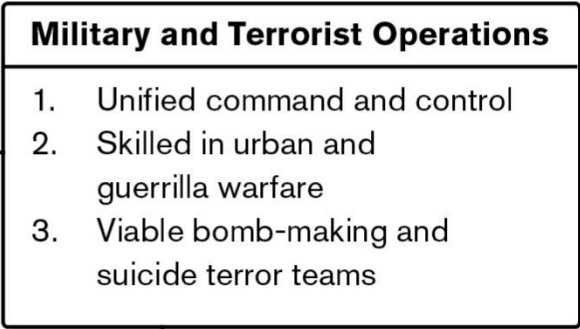 Military and Terrorist Operations
1. Unified command and control
2. Skilled in urban and
guerrilla warfare
3. Viable bomb-making and
suicide terror teams